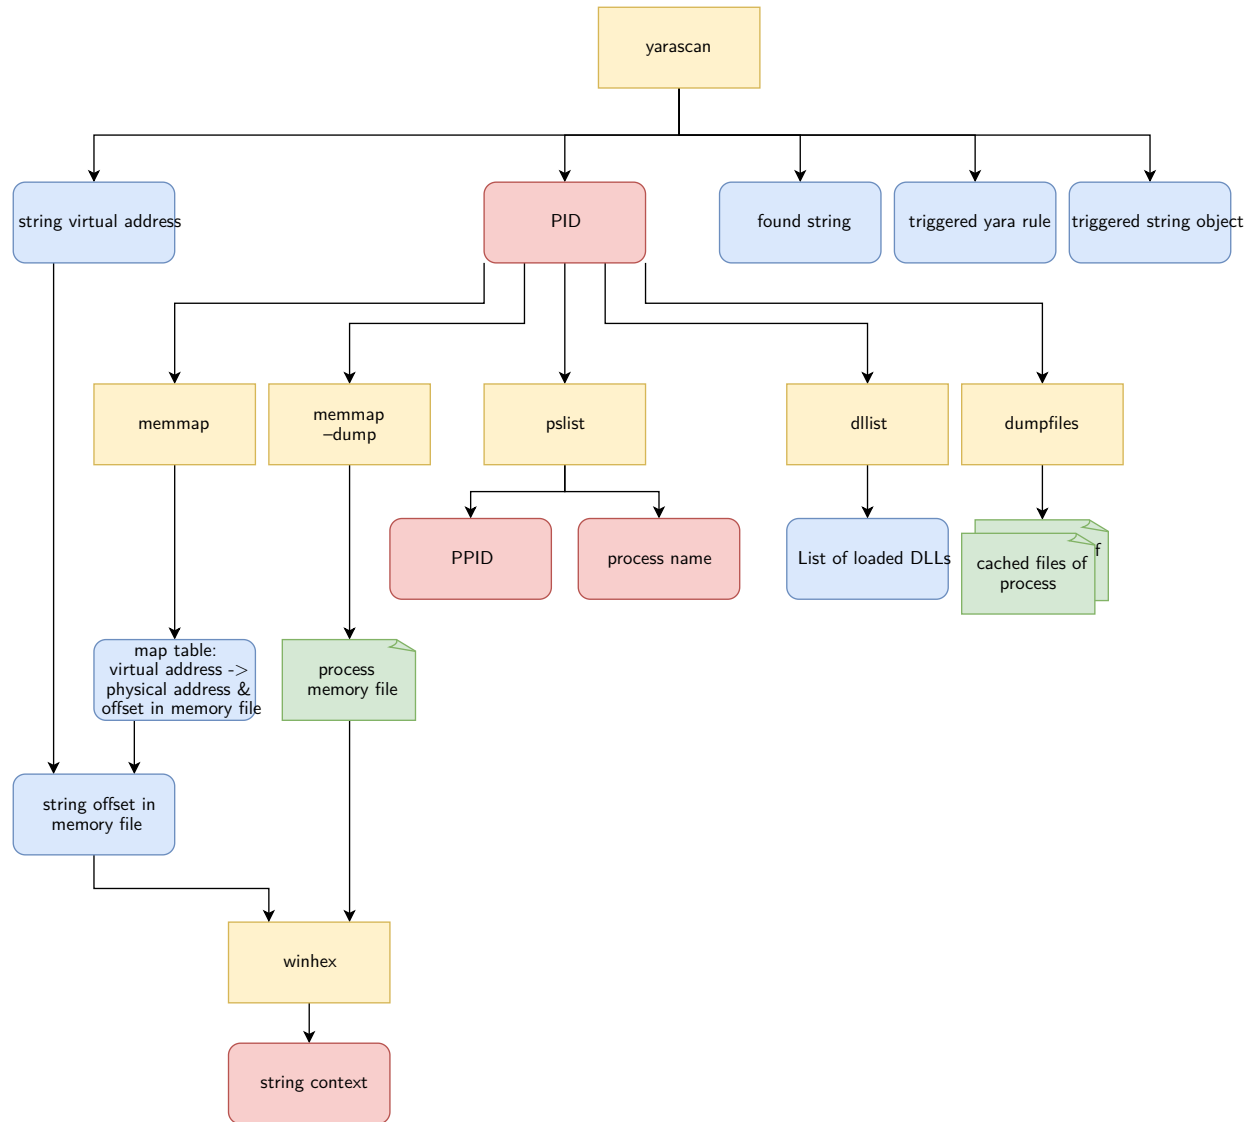 yarascan
string virtual address
PID
found string
triggered yara rule
triggered string object
memmap
memmap
–dump
pslist
dllist
dumpfiles
PPID
process name
List of loaded DLLs
f
cached files of
process
map table:
virtual address ->
physical address &
offset in memory file
process
memory file
string offset in
memory file
winhex
string context